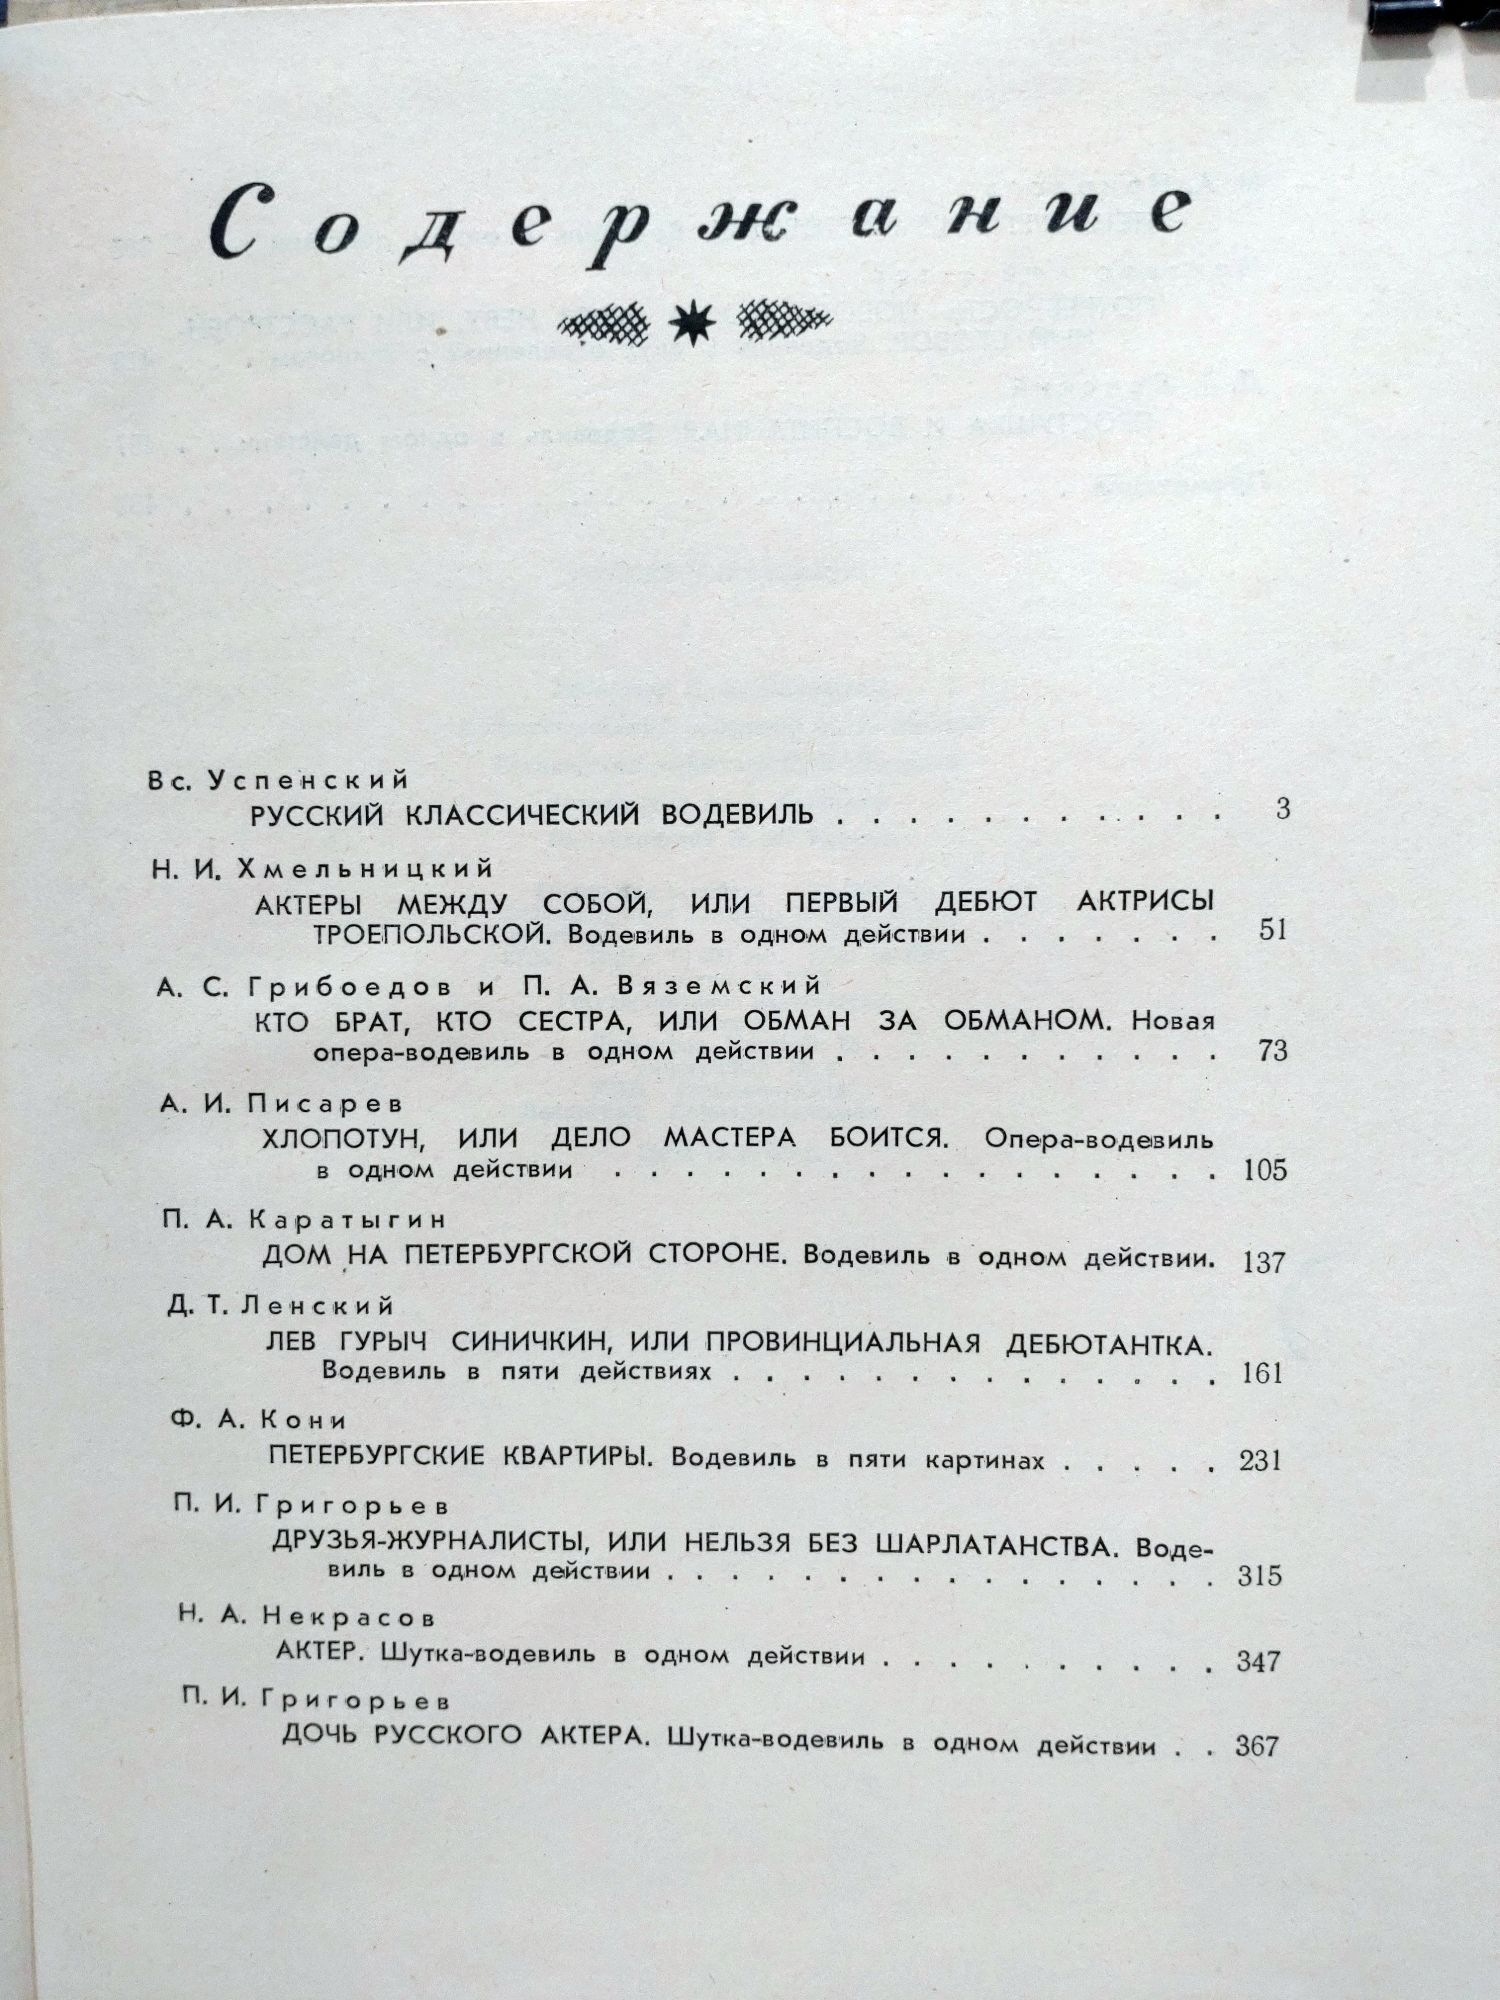 Содержание
Вс. Успенский
РУССКИЙ КЛАССИЧЕСКИЙ ВОДЕВИЛЬ . . . . . . . . . . . 3
Н. И. Хмельницкий
АКТЕРЫ МЕЖДУ СОБОЙ, ИЛИ ПЕРВЫЙ ДЕБЮТ АКТРИСЫ
ТРОЕПОЛЬСКОЙ. Водевиль в одном действии . . . . . . . 51
А. С. Грибоедов и П. А. Вяземский
КТО БРАТ, КТО СЕСТРА, ИЛИ ОБМАН ЗА ОБМАНОМ. Новая
опера-водевиль в одном действии . . . . . . . . . . . 73
А. И. Писарев
ХЛОПОТУН, ИЛИ ДЕЛО МАСТЕРА БОИТСЯ. Опера-водевиль
в одном действии . . . . . . . . . . . . . . . . . 105
П. А. Каратыгин
ДОМ НА ПЕТЕРБУРГСКОЙ СТОРОНЕ. Водевиль в одном действии. 137
Д. Т. Ленский
ЛЕВ ГУРЫЧ СИНИЧКИН, ИЛИ ПРОВИНЦИАЛЬНАЯ ДЕБЮТАНТКА.
Водевиль в пяти действиях . . . . . . . . . . . . . . 161
Ф. А. Кони
ПЕТЕРБУРГСКИЕ КВАРТИРЫ. Водевиль в пяти картинах . . . . . 231
П. И. Григорьев
ДРУЗЬЯ-ЖУРНАЛИСТЫ, ИЛИ НЕЛЬЗЯ БЕЗ ШАРЛАТАНСТВА. Воде-
виль в одном действии . . . . . . . . . . . . . . . . 315
Н. А. Некрасов
АКТЕР. Шутка-водевиль в одном действии . . . . . . . . . . 347
П. И. Григорьев
ДОЧЬ РУССКОГО АКТЕРА. Шутка-водевиль в одном действии . . 367